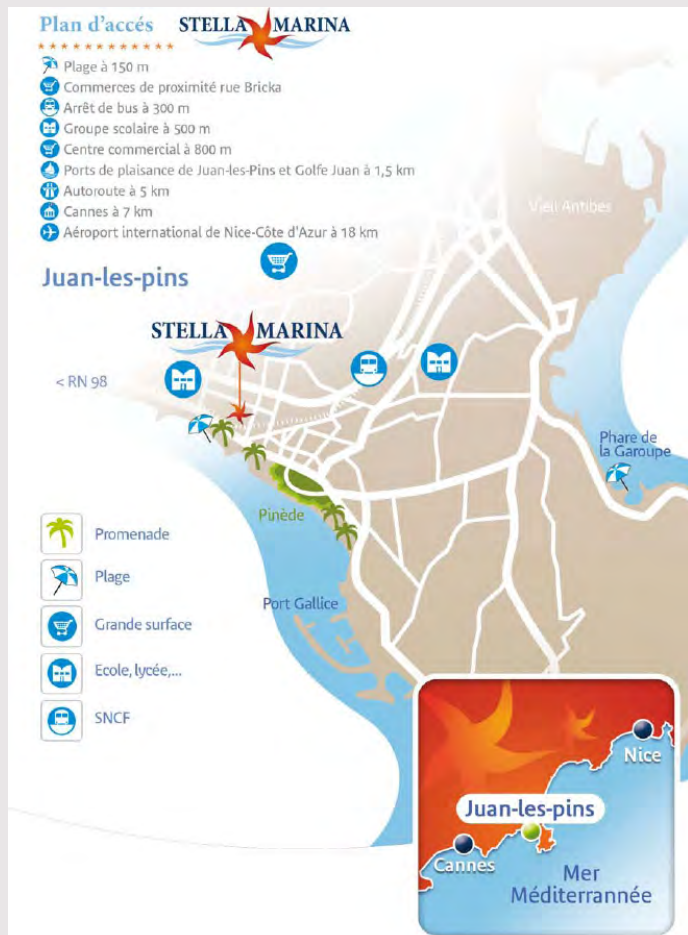 Plan d'accés STELLA MARINA
Plage à 150 m
Commerces de proximité rue Bricka
Arrêt de bus à 300 m
Groupe scolaire à 500 m
Centre commercial à 800 m
Ports de plaisance de Juan-les-Pins et Golfe Juan à 1,5 km
Autoroute à 5 km
Cannes à 7 km
Aéroport international de Nice-Côte d'Azur à 18 km
Vieil Antibes
Juan-les-pins
STELLA MARINA
< RN 98
Phare de
la Garoupe
Pinède
Port Gallice
Promenade
Plage
Grande surface
Ecole, lycée,...
SNCF
Nice
Juan-les-pins
Cannes
Mer
Méditerrannée